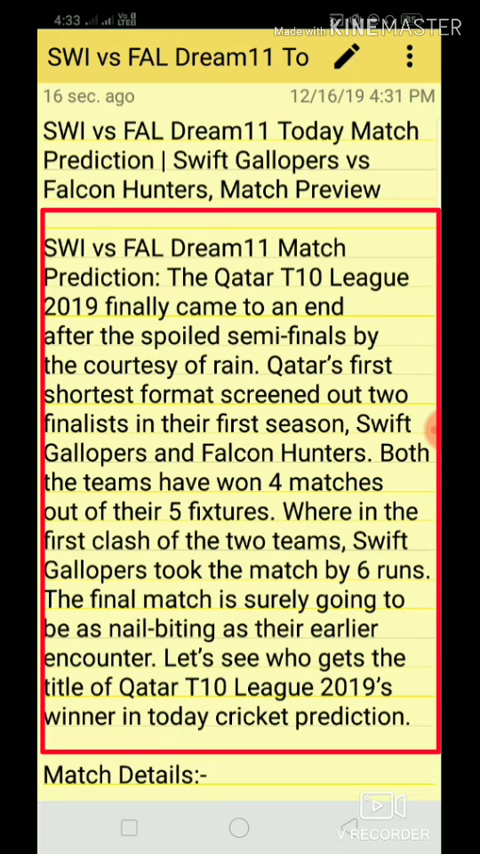 4:33
Made with KINEMASTER
SWI vs FAL Dream11 To
16 sec. ago 12/16/19 4:31 PM
SWI vs FAL Dream11 Today Match
Prediction | Swift Gallopers vs
Falcon Hunters, Match Preview
SWI vs FAL Dream11 Match
Prediction: The Qatar T10 League
2019 finally came to an end
after the spoiled semi-finals by
the courtesy of rain. Qatar’s first
shortest format screened out two
finalists in their first season, Swift
Gallopers and Falcon Hunters. Both
the teams have won 4 matches
out of their 5 fixtures. Where in the
first clash of the two teams, Swift
Gallopers took the match by 6 runs.
The final match is surely going to
be as nail-biting as their earlier
encounter. Let’s see who gets the
title of Qatar T10 League 2019’s
winner in today cricket prediction.
Match Details:-
V-RECORDER